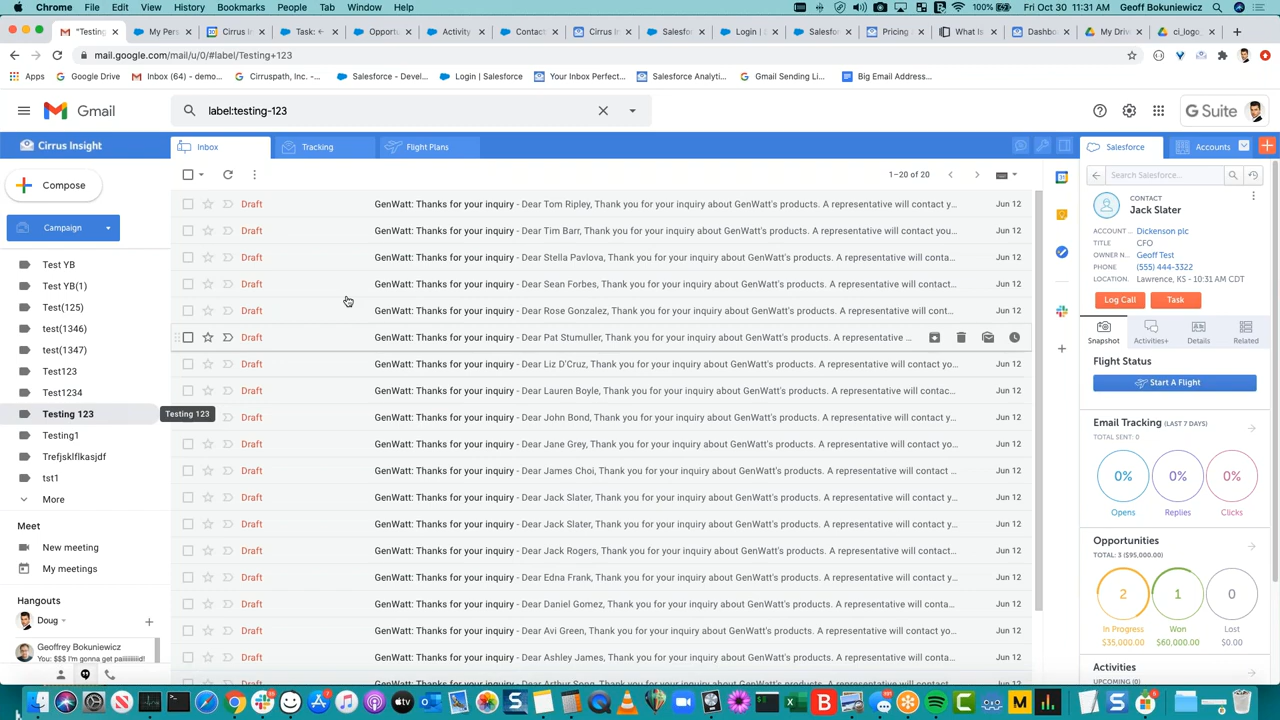 Chrome File Edit View History Bookmarks People Tab Window Help
100% Fri Oct 30 11:31 AM Geoff Bokuniewicz
"Testing My Pers Cirrus In Task: Opportu Activity Contac Cirrus In Salesfo Login | Salesfo Pricing What Is Dashbo My Driv ci_logo_
mail.google.com/mail/u/0/#label/Testing+123
Apps Google Drive Inbox (64) - demo... Cirruspath, Inc. -... Salesforce - Devel... Login | Salesforce Your Inbox Perfect... Salesforce Analyti... Gmail Sending Li... Big Email Address...
Gmail
label:testing-123
G Suite
Cirrus Insight
Inbox
Tracking
Flight Plans
Salesforce
Accounts
Compose
Campaign
1–20 of 20
Test YB
Test YB(1)
Test(125)
test(1346)
test(1347)
Test123
Test1234
Testing 123
Testing 123
Testing1
Trefjsklflkasjdf
tst1
More
Meet
New meeting
My meetings
Hangouts
Doug
Geoffrey Bokuniewicz
You: $$$ I'm gonna get paiiiiiiiid!
Draft GenWatt: Thanks for your inquiry - Dear Tom Ripley, Thank you for your inquiry about GenWatt's products. A representative will contact y… Jun 12
Draft GenWatt: Thanks for your inquiry - Dear Tim Barr, Thank you for your inquiry about GenWatt's products. A representative will contact you… Jun 12
Draft GenWatt: Thanks for your inquiry - Dear Stella Pavlova, Thank you for your inquiry about GenWatt's products. A representative will conta… Jun 12
Draft GenWatt: Thanks for your inquiry - Dear Sean Forbes, Thank you for your inquiry about GenWatt's products. A representative will contact… Jun 12
Draft GenWatt: Thanks for your inquiry - Dear Rose Gonzalez, Thank you for your inquiry about GenWatt's products. A representative will cont… Jun 12
Draft GenWatt: Thanks for your inquiry - Dear Pat Stumuller, Thank you for your inquiry about GenWatt's products. A representative …
Draft GenWatt: Thanks for your inquiry - Dear Liz D'Cruz, Thank you for your inquiry about GenWatt's products. A representative will contact y… Jun 12
Draft GenWatt: Thanks for your inquiry - Dear Lauren Boyle, Thank you for your inquiry about GenWatt's products. A representative will contac… Jun 12
Draft GenWatt: Thanks for your inquiry - Dear John Bond, Thank you for your inquiry about GenWatt's products. A representative will contact y… Jun 12
Draft GenWatt: Thanks for your inquiry - Dear Jane Grey, Thank you for your inquiry about GenWatt's products. A representative will contact y… Jun 12
Draft GenWatt: Thanks for your inquiry - Dear James Choi, Thank you for your inquiry about GenWatt's products. A representative will contact … Jun 12
Draft GenWatt: Thanks for your inquiry - Dear Jack Slater, Thank you for your inquiry about GenWatt's products. A representative will contact y… Jun 12
Draft GenWatt: Thanks for your inquiry - Dear Jack Slater, Thank you for your inquiry about GenWatt's products. A representative will contact y… Jun 12
Draft GenWatt: Thanks for your inquiry - Dear Jack Rogers, Thank you for your inquiry about GenWatt's products. A representative will contact… Jun 12
Draft GenWatt: Thanks for your inquiry - Dear Edna Frank, Thank you for your inquiry about GenWatt's products. A representative will contact y… Jun 12
Draft GenWatt: Thanks for your inquiry - Dear Daniel Gomez, Thank you for your inquiry about GenWatt's products. A representative will contac… Jun 12
Draft GenWatt: Thanks for your inquiry - Dear Avi Green, Thank you for your inquiry about GenWatt's products. A representative will contact yo… Jun 12
Draft GenWatt: Thanks for your inquiry - Dear Ashley James, Thank you for your inquiry about GenWatt's products. A representative will contac… Jun 12
Search Salesforce...
CONTACT
Jack Slater
ACCOUNT ... Dickenson plc
TITLE CFO
OWNER N... Geoff Test
PHONE (555) 444-3322
LOCATION. Lawrence, KS - 10:31 AM CDT
Log Call Task
Snapshot Activities+ Details Related
Flight Status
Start A Flight
Email Tracking (LAST 7 DAYS)
TOTAL SENT: 0
0% 0% 0%
Opens Replies Clicks
Opportunities
TOTAL: 3 ($95,000.00)
2 1 0
In Progress Won Lost
$35,000.00 $60,000.00 $0.00
Activities
UPCOMING (0)